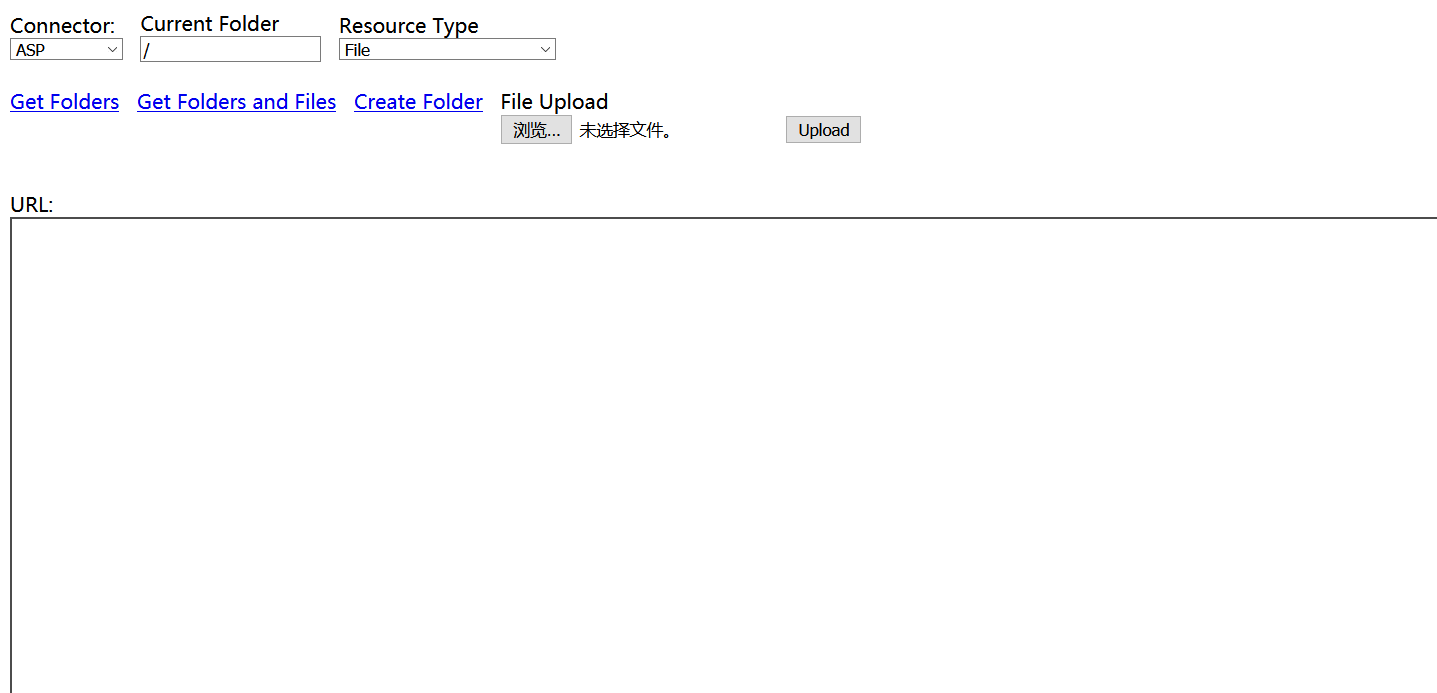 Connector: Current Folder Resource Type
ASP / File
Get Folders Get Folders and Files Create Folder File Upload
浏览... 未选择文件。 Upload
URL: